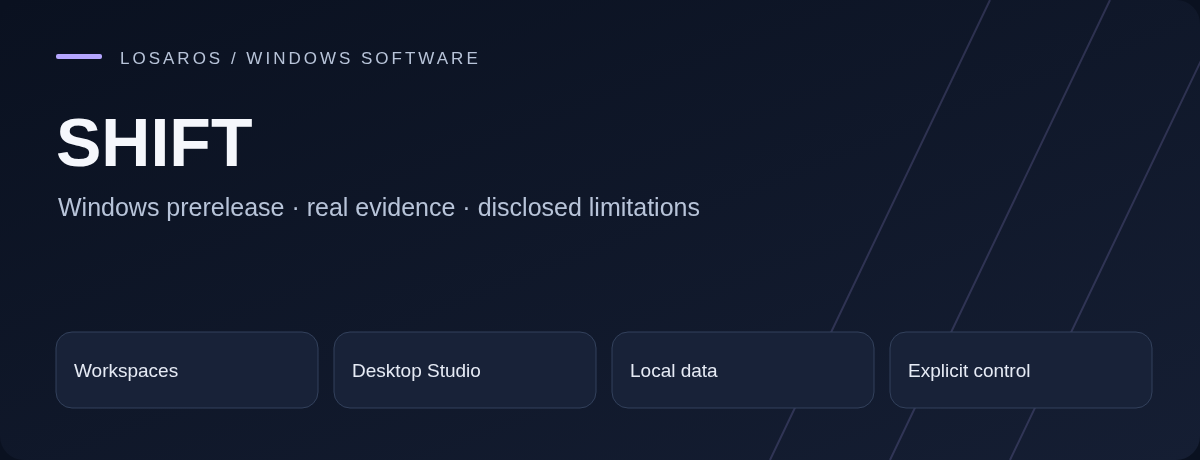 LOSAROS / WINDOWS SOFTWARE
SHIFT
Windows prerelease · real evidence · disclosed limitations
Workspaces
Desktop Studio
Local data
Explicit control